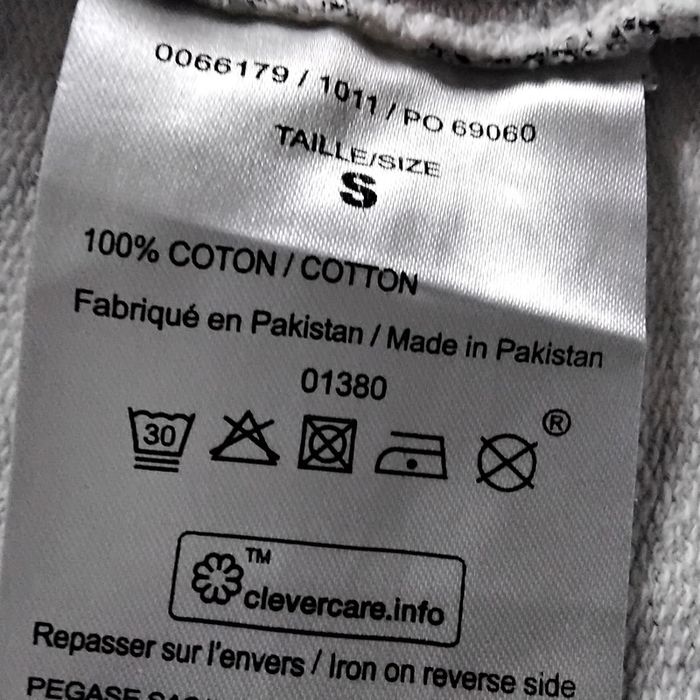 0066179 / 1011 / PO 69060
TAILLE/SIZE
S
100% COTON / COTTON
Fabriqué en Pakistan / Made in Pakistan
01380
30
®
TM
clevercare.info
Repasser sur l'envers / Iron on reverse side
PEGASE